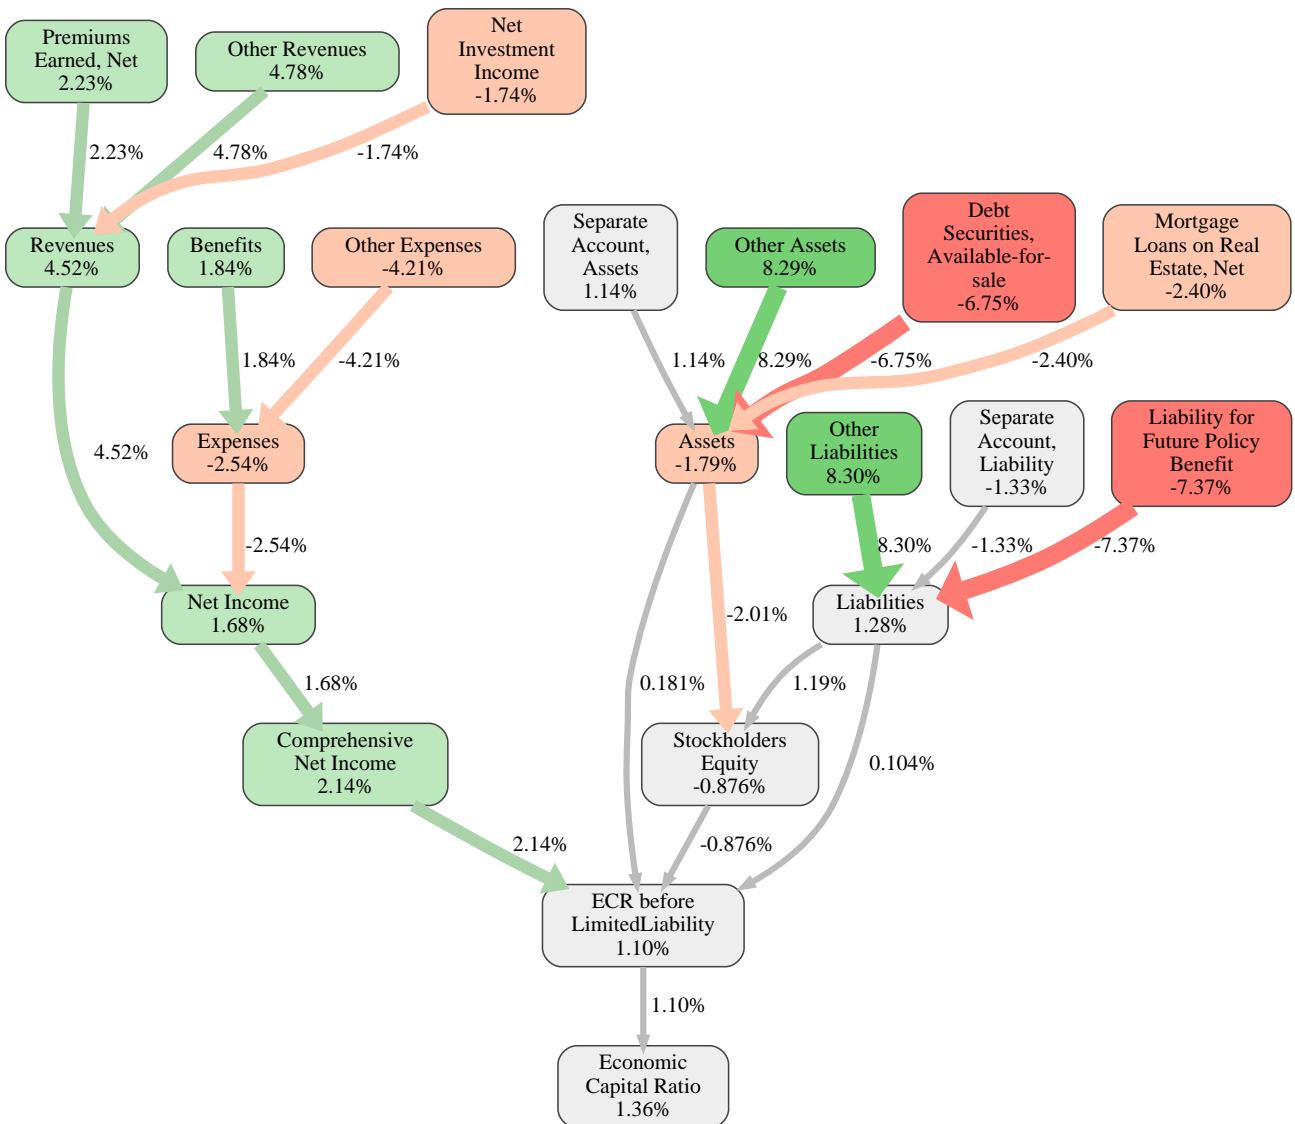 Premiums
Earned, Net
2.23%
Other Revenues
4.78%
Net
Investment
Income
-1.74%
2.23%
4.78%
-1.74%
Revenues
4.52%
Benefits
1.84%
Other Expenses
-4.21%
Separate
Account,
Assets
1.14%
Other Assets
8.29%
Debt
Securities,
Available-for-
sale
-6.75%
Mortgage
Loans on Real
Estate, Net
-2.40%
1.84%
-4.21%
1.14%
8.29%
-6.75%
-2.40%
4.52%
Expenses
-2.54%
Assets
-1.79%
Other
Liabilities
8.30%
Separate
Account,
Liability
-1.33%
Liability for
Future Policy
Benefit
-7.37%
-2.54%
8.30%
-1.33%
-7.37%
Net Income
1.68%
-2.01%
Liabilities
1.28%
1.68%
0.181%
1.19%
Comprehensive
Net Income
2.14%
Stockholders
Equity
-0.876%
0.104%
2.14%
-0.876%
ECR before
LimitedLiability
1.10%
1.10%
Economic
Capital Ratio
1.36%